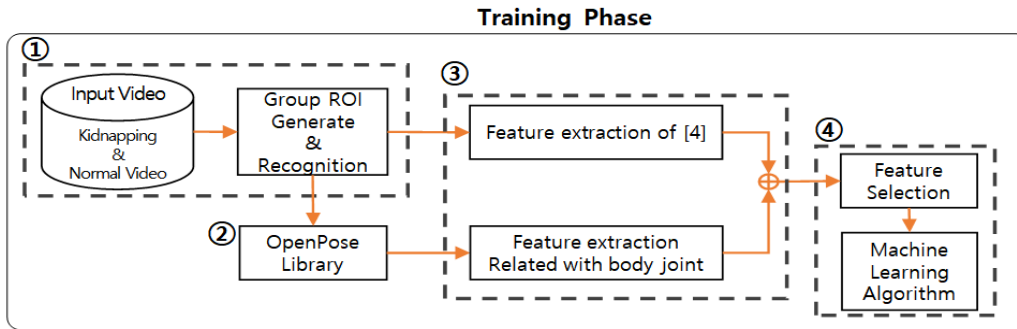 Training Phase
①
Input Video
Kidnapping
&
Normal Video
Group ROI
Generate
&
Recognition
②
OpenPose
Library
③
Feature extraction of [4]
Feature extraction
Related with body joint
④
Feature
Selection
Machine
Learning
Algorithm